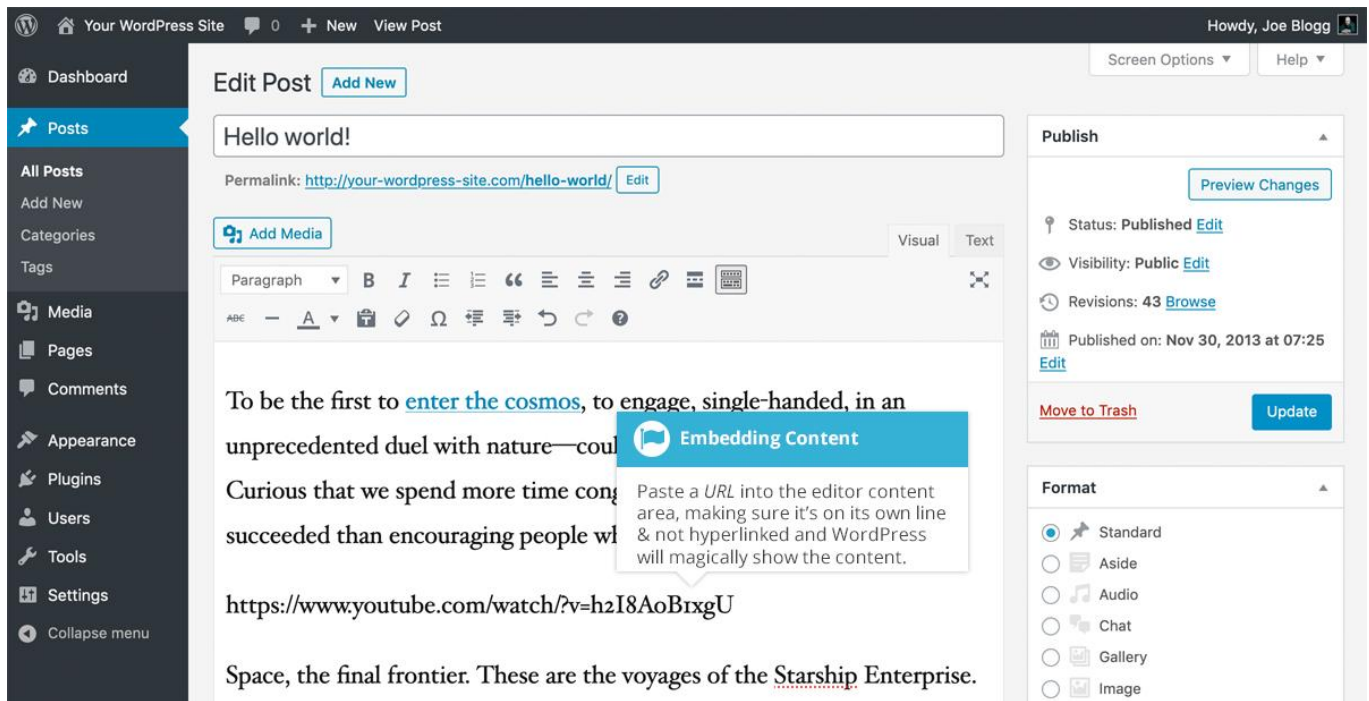 Your WordPress Site 0 + New View Post Howdy, Joe Blogg
Dashboard
Posts
All Posts
Add New
Categories
Tags
Media
Pages
Comments
Appearance
Plugins
Users
Tools
Settings
Collapse menu
Screen Options ▼ Help ▼
Edit Post Add New
Hello world!
Permalink: http://your-wordpress-site.com/hello-world/ Edit
Add Media
Visual Text
Paragraph ▼ B I
ABE A ▼ Ω
To be the first to enter the cosmos, to engage, single-handed, in an
unprecedented duel with nature—coul
Curious that we spend more time cong
succeeded than encouraging people wh
Embedding Content
Paste a URL into the editor content
area, making sure it's on its own line
& not hyperlinked and WordPress
will magically show the content.
https://www.youtube.com/watch/?v=h2I8AoB1xgU
Space, the final frontier. These are the voyages of the Starship Enterprise.
Publish
Preview Changes
Status: Published Edit
Visibility: Public Edit
Revisions: 43 Browse
Published on: Nov 30, 2013 at 07:25
Edit
Move to Trash Update
Format
Standard
Aside
Audio
Chat
Gallery
Image